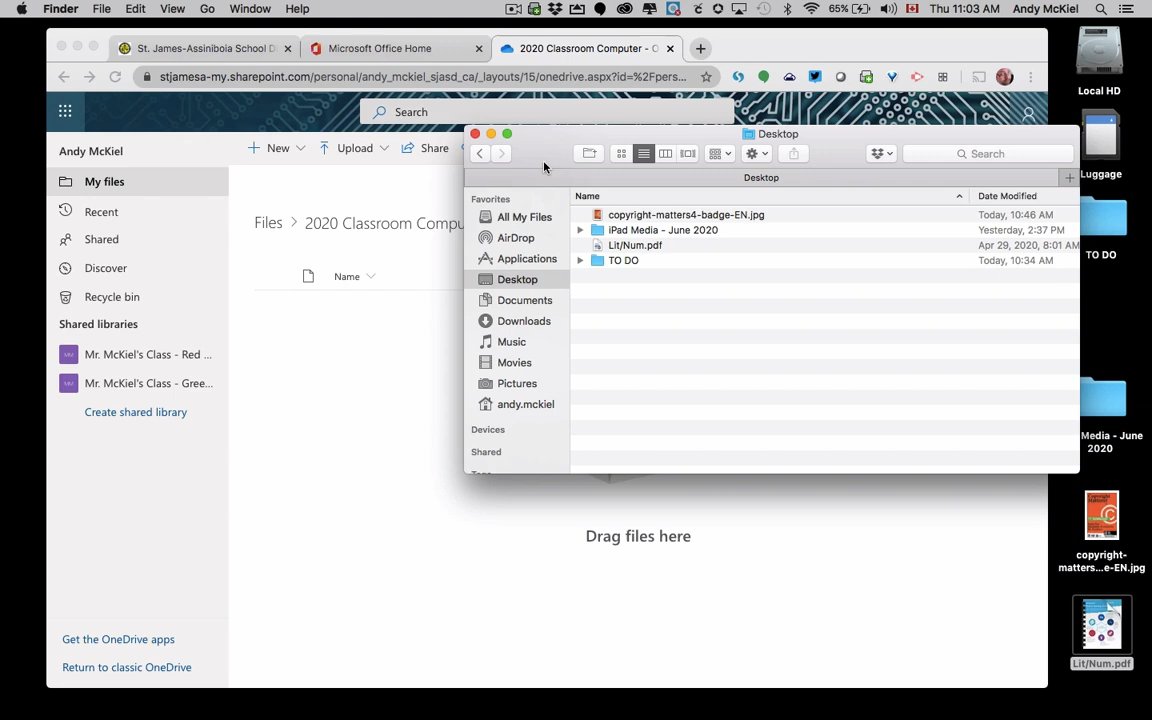 Finder File Edit View Go Window Help 65% Thu 11:03 AM Andy McKiel
St. James-Assiniboia School D Microsoft Office Home 2020 Classroom Computer - O
stjamesa-my.sharepoint.com/personal/andy_mckiel_sjasd_ca/_layouts/15/onedrive.aspx?id=%2Fpers...
Search
Andy McKiel
New Upload Share
My files
Recent
Shared
Discover
Recycle bin
Shared libraries
MM Mr. McKiel's Class - Red ...
MM Mr. McKiel's Class - Gree...
Create shared library
Get the OneDrive apps
Return to classic OneDrive
Files > 2020 Classroom Compu
Name
Drag files here
Desktop
Search
Desktop
Favorites
All My Files
AirDrop
Applications
Desktop
Documents
Downloads
Music
Movies
Pictures
andy.mckiel
Devices
Shared
Name Date Modified
copyright-matters4-badge-EN.jpg Today, 10:46 AM
iPad Media - June 2020 Yesterday, 2:37 PM
Lit/Num.pdf Apr 29, 2020, 8:01 AM
TO DO Today, 10:34 AM
Local HD
Luggage
TO DO
Media - June
2020
copyright-
matters...e-EN.jpg
Lit/Num.pdf